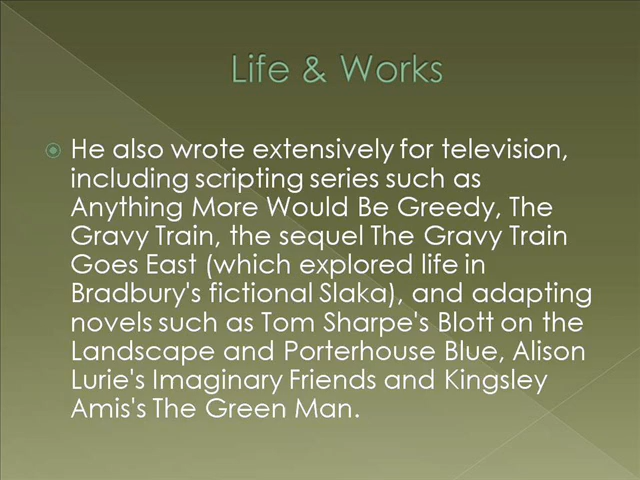 Life & Works
He also wrote extensively for television,
including scripting series such as
Anything More Would Be Greedy, The
Gravy Train, the sequel The Gravy Train
Goes East (which explored life in
Bradbury's fictional Slaka), and adapting
novels such as Tom Sharpe's Blott on the
Landscape and Porterhouse Blue, Alison
Lurie's Imaginary Friends and Kingsley
Amis's The Green Man.